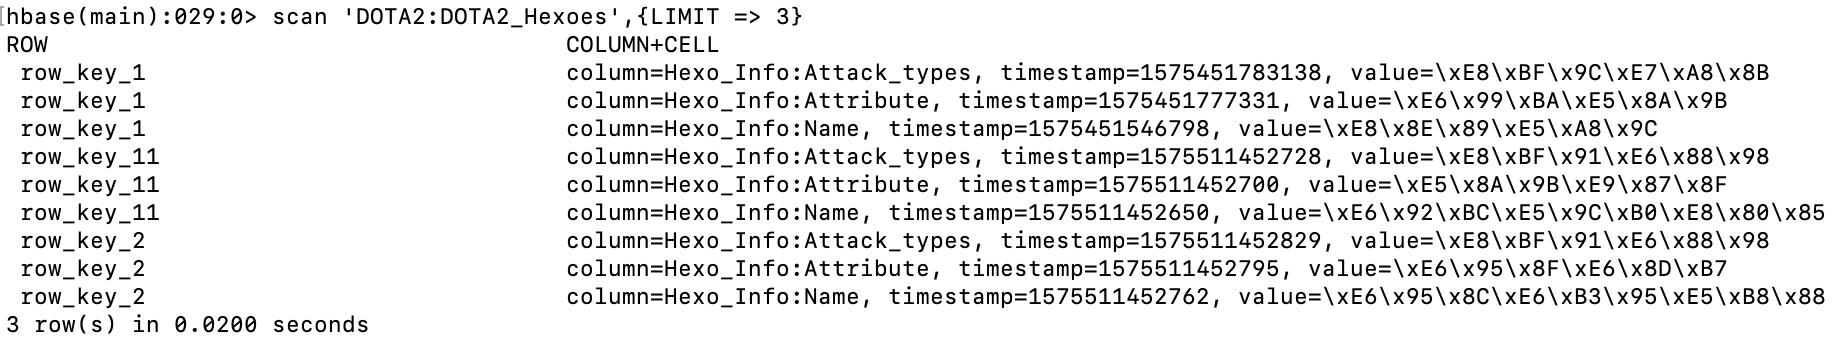 hbase(main):029:0> scan 'DOTA2:DOTA2_Hexoes',{LIMIT => 3}
ROW COLUMN+CELL
row_key_1 column=Hexo_Info:Attack_types, timestamp=1575451783138, value=\xE8\xBF\x9C\xE7\xA8\x8B
row_key_1 column=Hexo_Info:Attribute, timestamp=1575451777331, value=\xE6\x99\xBA\xE5\x8A\x9B
row_key_1 column=Hexo_Info:Name, timestamp=1575451546798, value=\xE8\x8E\x89\xE5\xA8\x9C
row_key_11 column=Hexo_Info:Attack_types, timestamp=1575511452728, value=\xE8\xBF\x91\xE6\x88\x98
row_key_11 column=Hexo_Info:Attribute, timestamp=1575511452700, value=\xE5\x8A\x9B\xE9\x87\x8F
row_key_11 column=Hexo_Info:Name, timestamp=1575511452650, value=\xE6\x92\xBC\xE5\x9C\xB0\xE8\x80\x85
row_key_2 column=Hexo_Info:Attack_types, timestamp=1575511452829, value=\xE8\xBF\x91\xE6\x88\x98
row_key_2 column=Hexo_Info:Attribute, timestamp=1575511452795, value=\xE6\x95\x8F\xE6\x8D\xB7
row_key_2 column=Hexo_Info:Name, timestamp=1575511452762, value=\xE6\x95\x8C\xE6\xB3\x95\xE5\xB8\x88
3 row(s) in 0.0200 seconds